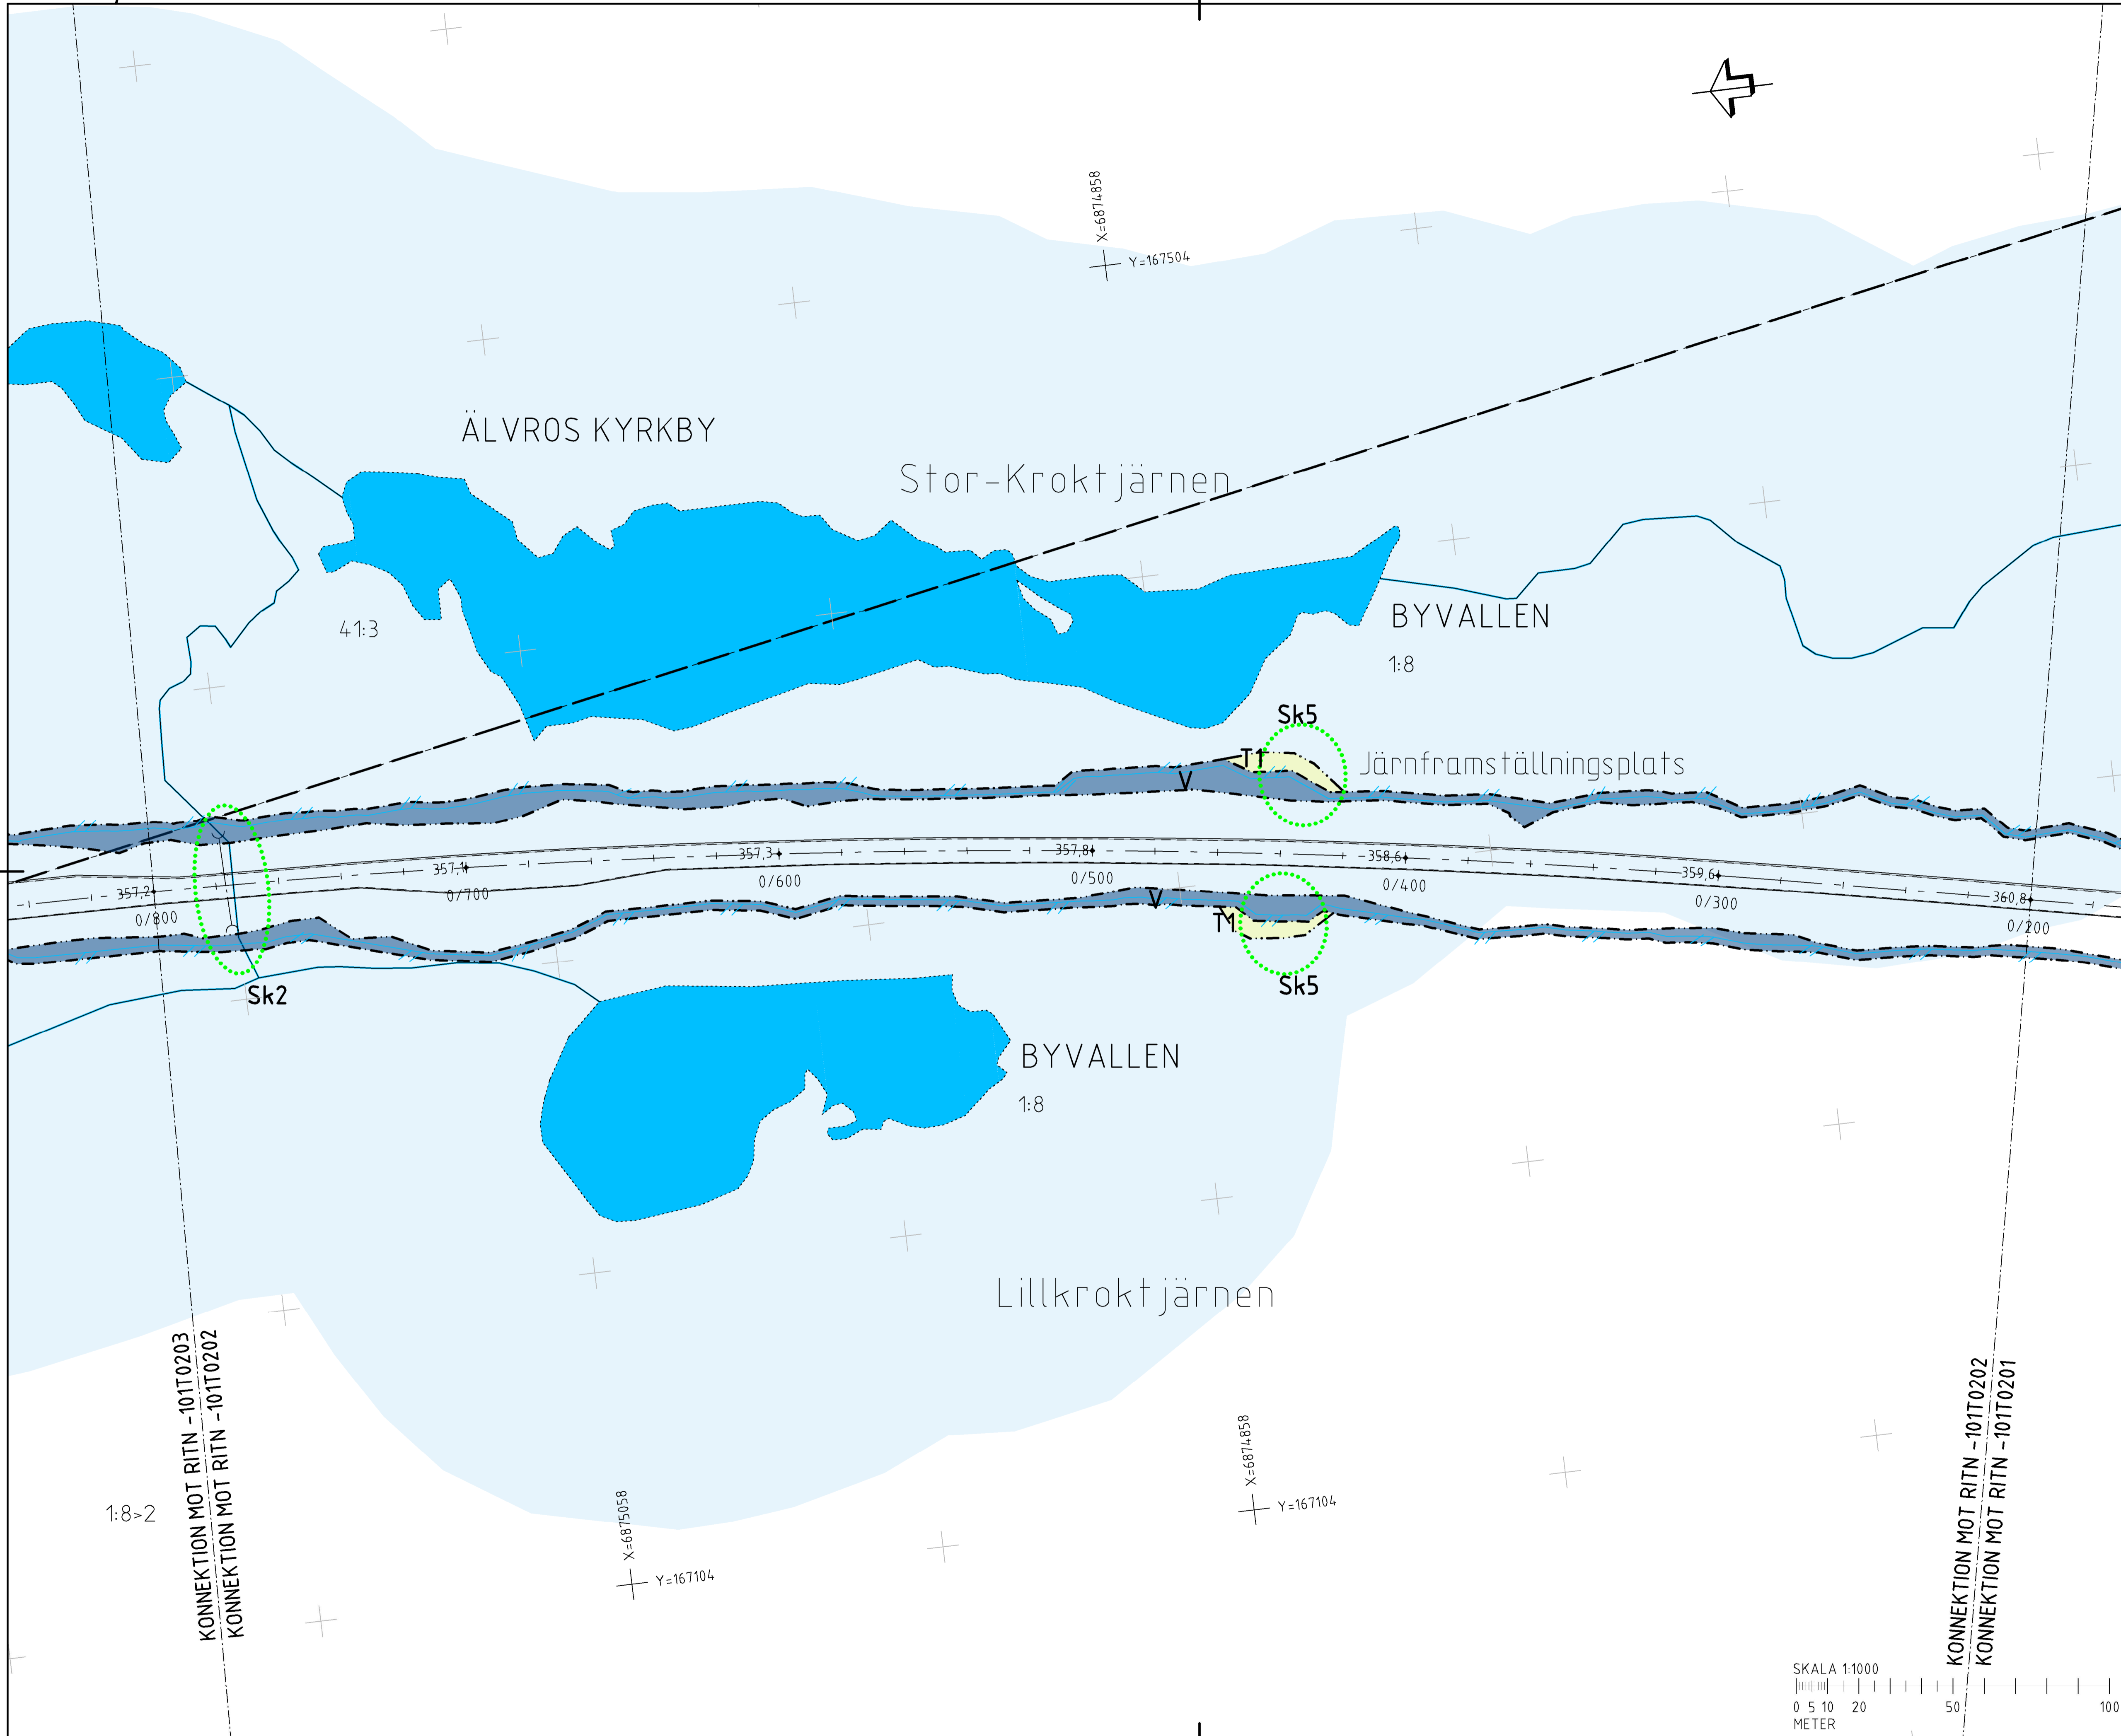 X=6874858
Y=167504
ÄLVROS KYRKBY
Stor-Kroktjärnen
41:3
BYVALLEN
1:8
Sk5
T1
Järnframställningsplats
V
357,2
357,1
357,3
357,8
358,6
359,6
360,8
0/800
0/700
0/600
0/500
0/400
0/300
0/200
V
T1
Sk2
Sk5
BYVALLEN
1:8
Lillkroktjärnen
KONNEKTION MOT RITN -101T0203
KONNEKTION MOT RITN -101T0202
KONNEKTION MOT RITN -101T0202
KONNEKTION MOT RITN -101T0201
1:8>2
X=6875058
Y=167104
X=6874858
Y=167104
SKALA 1:1000
0 5 10 20 50 100
METER